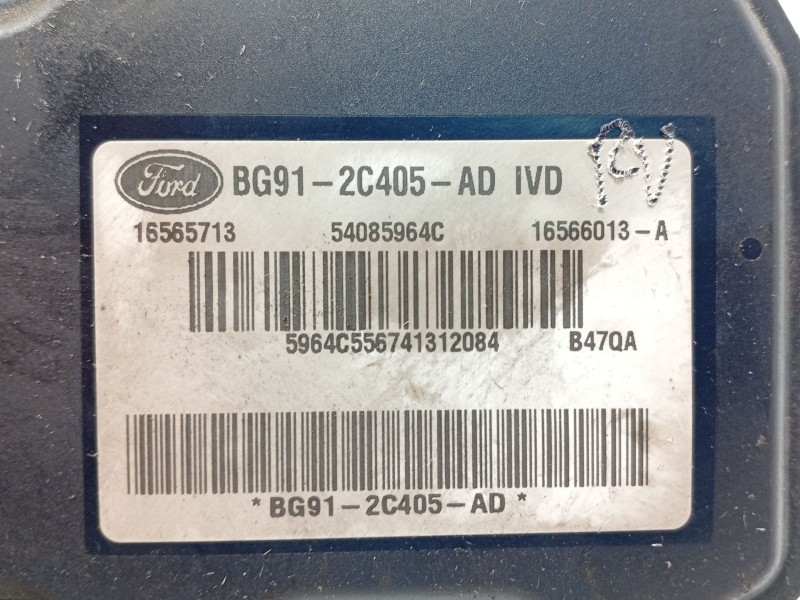 Ford BG91-2C405-AD IVD
16565713 54085964C 16566013-A
5964C556741312084 B47QA
*BG91-2C405-AD*